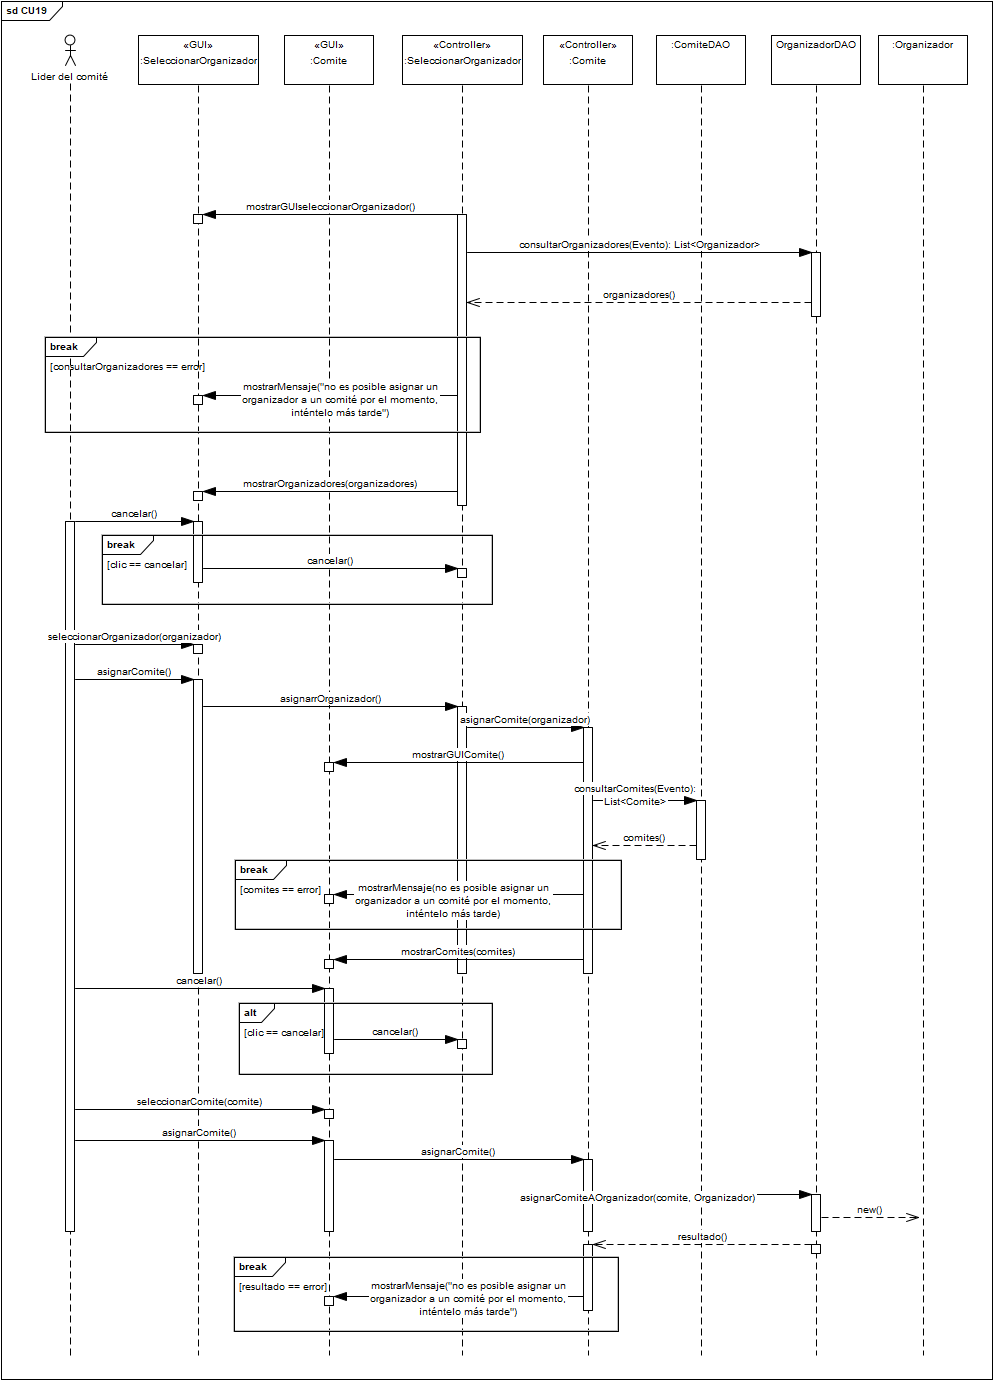 sd CU19
Lider del comité
«GUI»
:SeleccionarOrganizador
«GUI»
:Comite
«Controller»
:SeleccionarOrganizador
«Controller»
:Comite
:ComiteDAO
OrganizadorDAO
:Organizador
mostrarGUIseleccionarOrganizador()
consultarOrganizadores(Evento): List<Organizador>
organizadores()
break
[consultarOrganizadores == error]
mostrarMensaje("no es posible asignar un
organizador a un comité por el momento,
inténtelo más tarde")
mostrarOrganizadores(organizadores)
cancelar()
break
[clic == cancelar]
cancelar()
seleccionarOrganizador(organizador)
asignarComite()
asignarrOrganizador()
asignarComite(organizador)
mostrarGUIComite()
consultarComites(Evento):
List<Comite>
comites()
break
[comites == error]
mostrarMensaje(no es posible asignar un
organizador a un comité por el momento,
inténtelo más tarde)
mostrarComites(comites)
cancelar()
alt
[clic == cancelar]
cancelar()
seleccionarComite(comite)
asignarComite()
asignarComite()
asignarComiteAOrganizador(comite, Organizador)
new()
resultado()
break
[resultado == error]
mostrarMensaje("no es posible asignar un
organizador a un comité por el momento,
inténtelo más tarde")